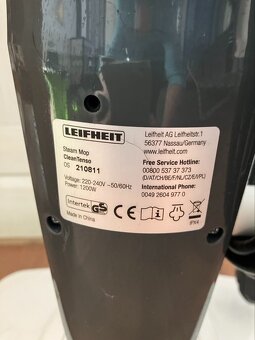 LEIFHEIT
Steam Mop
CleanTenso
DS 210811
Voltage: 220-240V ~50/60Hz
Power: 1200W
Intertek GS
Made in China
Leifheit AG Leifheitstr.1
56377 Nassau/Germany
www.leifheit.com
Free Service Hotline:
00800 537 37 373
(D/AT/CH/BE/F/NL/CZ/E/I/PL)
International Phone:
0049 2604 977 0
CE
IPX4